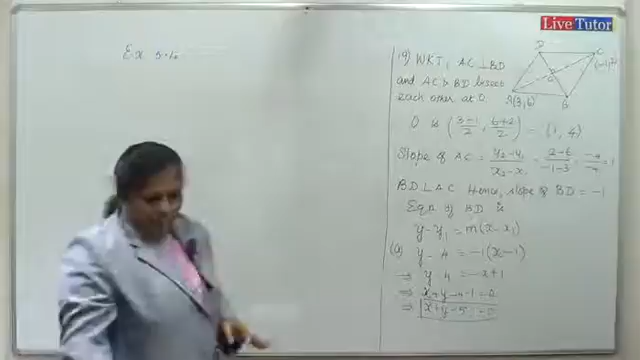 Live Tutor
Ex 5.4
9) WKT, AC ⊥ BD
and AC & BD bisect
each other at O.
D
C
A(3,6)
B
O is (3-1/2, 6+2/2) = (1, 4)
Slope of AC = y₂-y₁/x₂-x₁ = 2-6/-1-3 = -4/-4 = 1
BD ⊥ AC Hence, slope of BD = -1
Eqn of BD is
y-y₁ = m(x-x₁)
y-4 = -1(x-1)
⇒ y-4 = -x+1
⇒ x+y-4-1=0
⇒ x+y-5=0